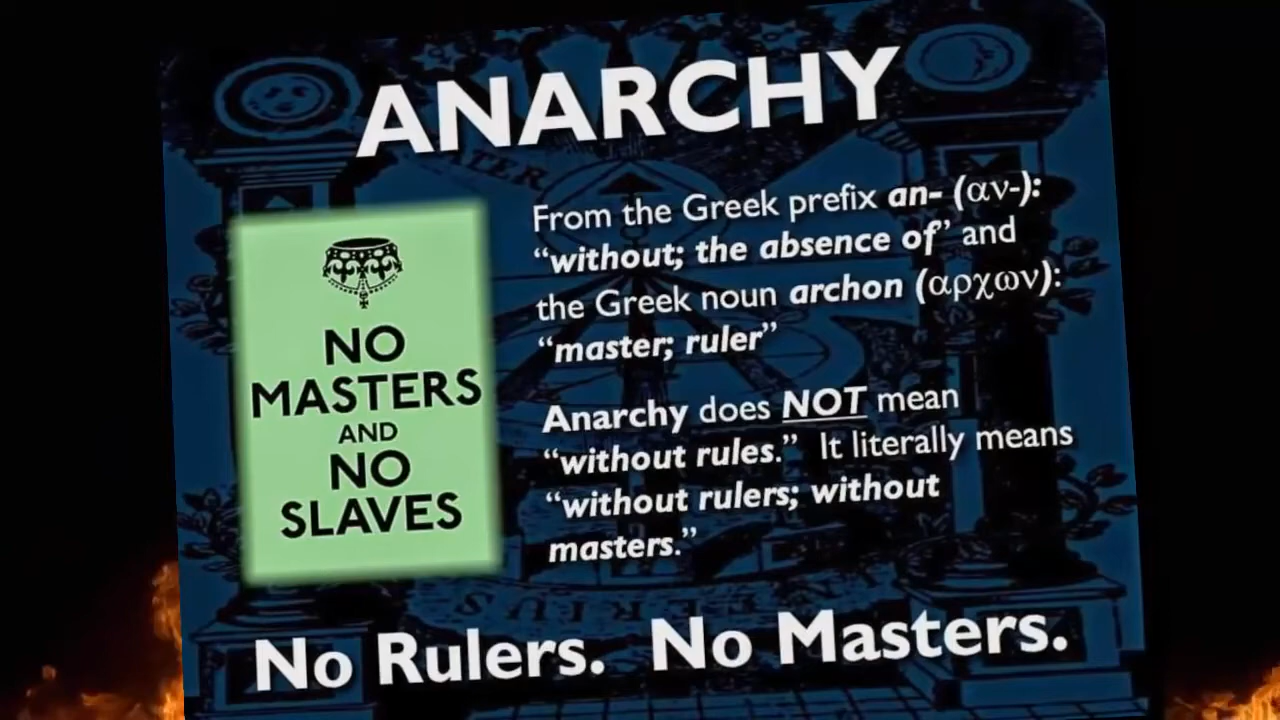 ANARCHY
From the Greek prefix an- (αν-):
“without; the absence of” and
the Greek noun archon (αρχων):
“master; ruler”
NO
MASTERS
AND
NO
SLAVES
Anarchy does NOT mean
“without rules.” It literally means
“without rulers; without
masters.”
No Rulers. No Masters.